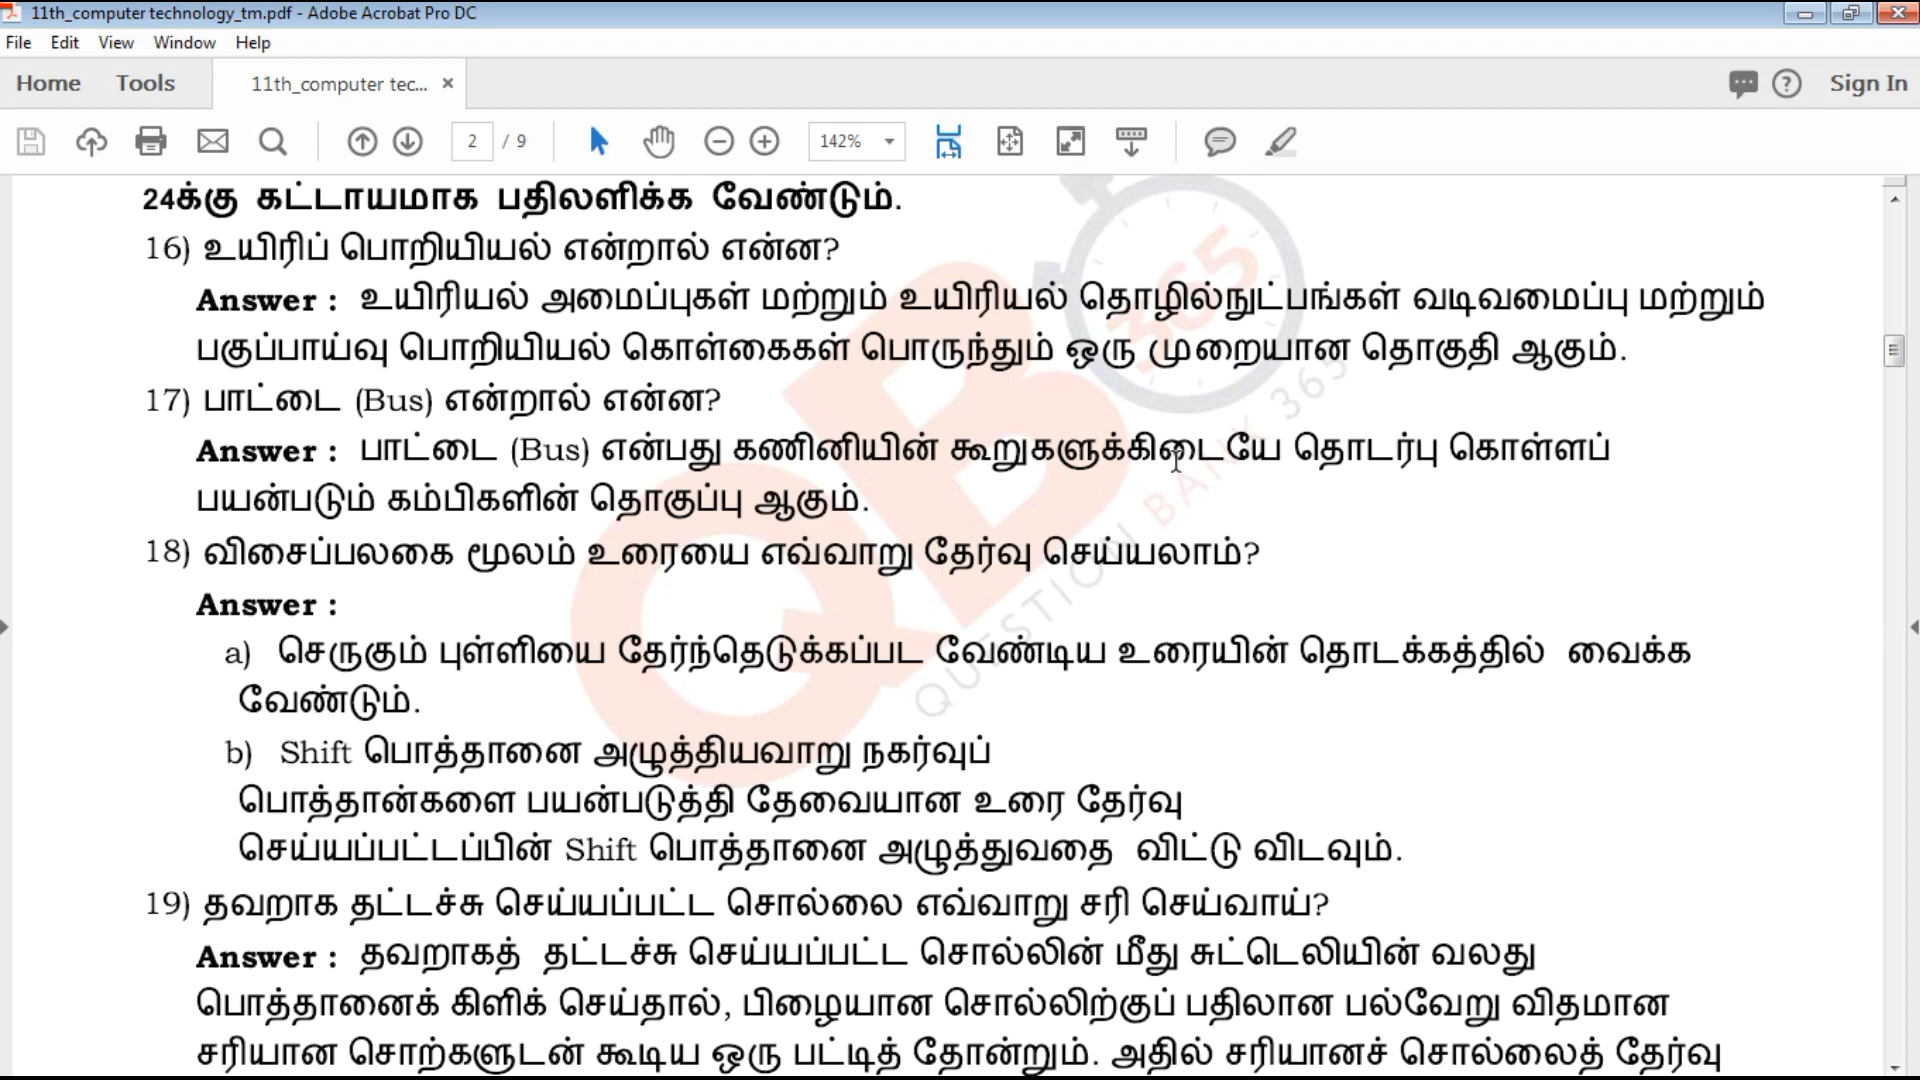 11th_computer technology_tm.pdf - Adobe Acrobat Pro DC
File Edit View Window Help
Home Tools 11th_computer tec... × Sign In
2 / 9 142%
24க்கு கட்டாயமாக பதிலளிக்க வேண்டும்.
16) உயிரிப் பொறியியல் என்றால் என்ன?
Answer : உயிரியல் அமைப்புகள் மற்றும் உயிரியல் தொழில்நுட்பங்கள் வடிவமைப்பு மற்றும்
பகுப்பாய்வு பொறியியல் கொள்கைகள் பொருந்தும் ஒரு முறையான தொகுதி ஆகும்.
17) பாட்டை (Bus) என்றால் என்ன?
Answer : பாட்டை (Bus) என்பது கணினியின் கூறுகளுக்கிடையே தொடர்பு கொள்ளப்
பயன்படும் கம்பிகளின் தொகுப்பு ஆகும்.
18) விசைப்பலகை மூலம் உரையை எவ்வாறு தேர்வு செய்யலாம்?
Answer :
a) செருகும் புள்ளியை தேர்ந்தெடுக்கப்பட வேண்டிய உரையின் தொடக்கத்தில் வைக்க
வேண்டும்.
b) Shift பொத்தானை அழுத்தியவாறு நகர்வுப்
பொத்தான்களை பயன்படுத்தி தேவையான உரை தேர்வு
செய்யப்பட்டப்பின் Shift பொத்தானை அழுத்துவதை விட்டு விடவும்.
19) தவறாக தட்டச்சு செய்யப்பட்ட சொல்லை எவ்வாறு சரி செய்வாய்?
Answer : தவறாகத் தட்டச்சு செய்யப்பட்ட சொல்லின் மீது சுட்டெலியின் வலது
பொத்தானைக் கிளிக் செய்தால், பிழையான சொல்லிற்குப் பதிலான பல்வேறு விதமான
சரியான சொற்களுடன் கூடிய ஒரு பட்டித் தோன்றும். அதில் சரியானச் சொல்லைத் தேர்வு
QB
365
QUESTION BANK 365